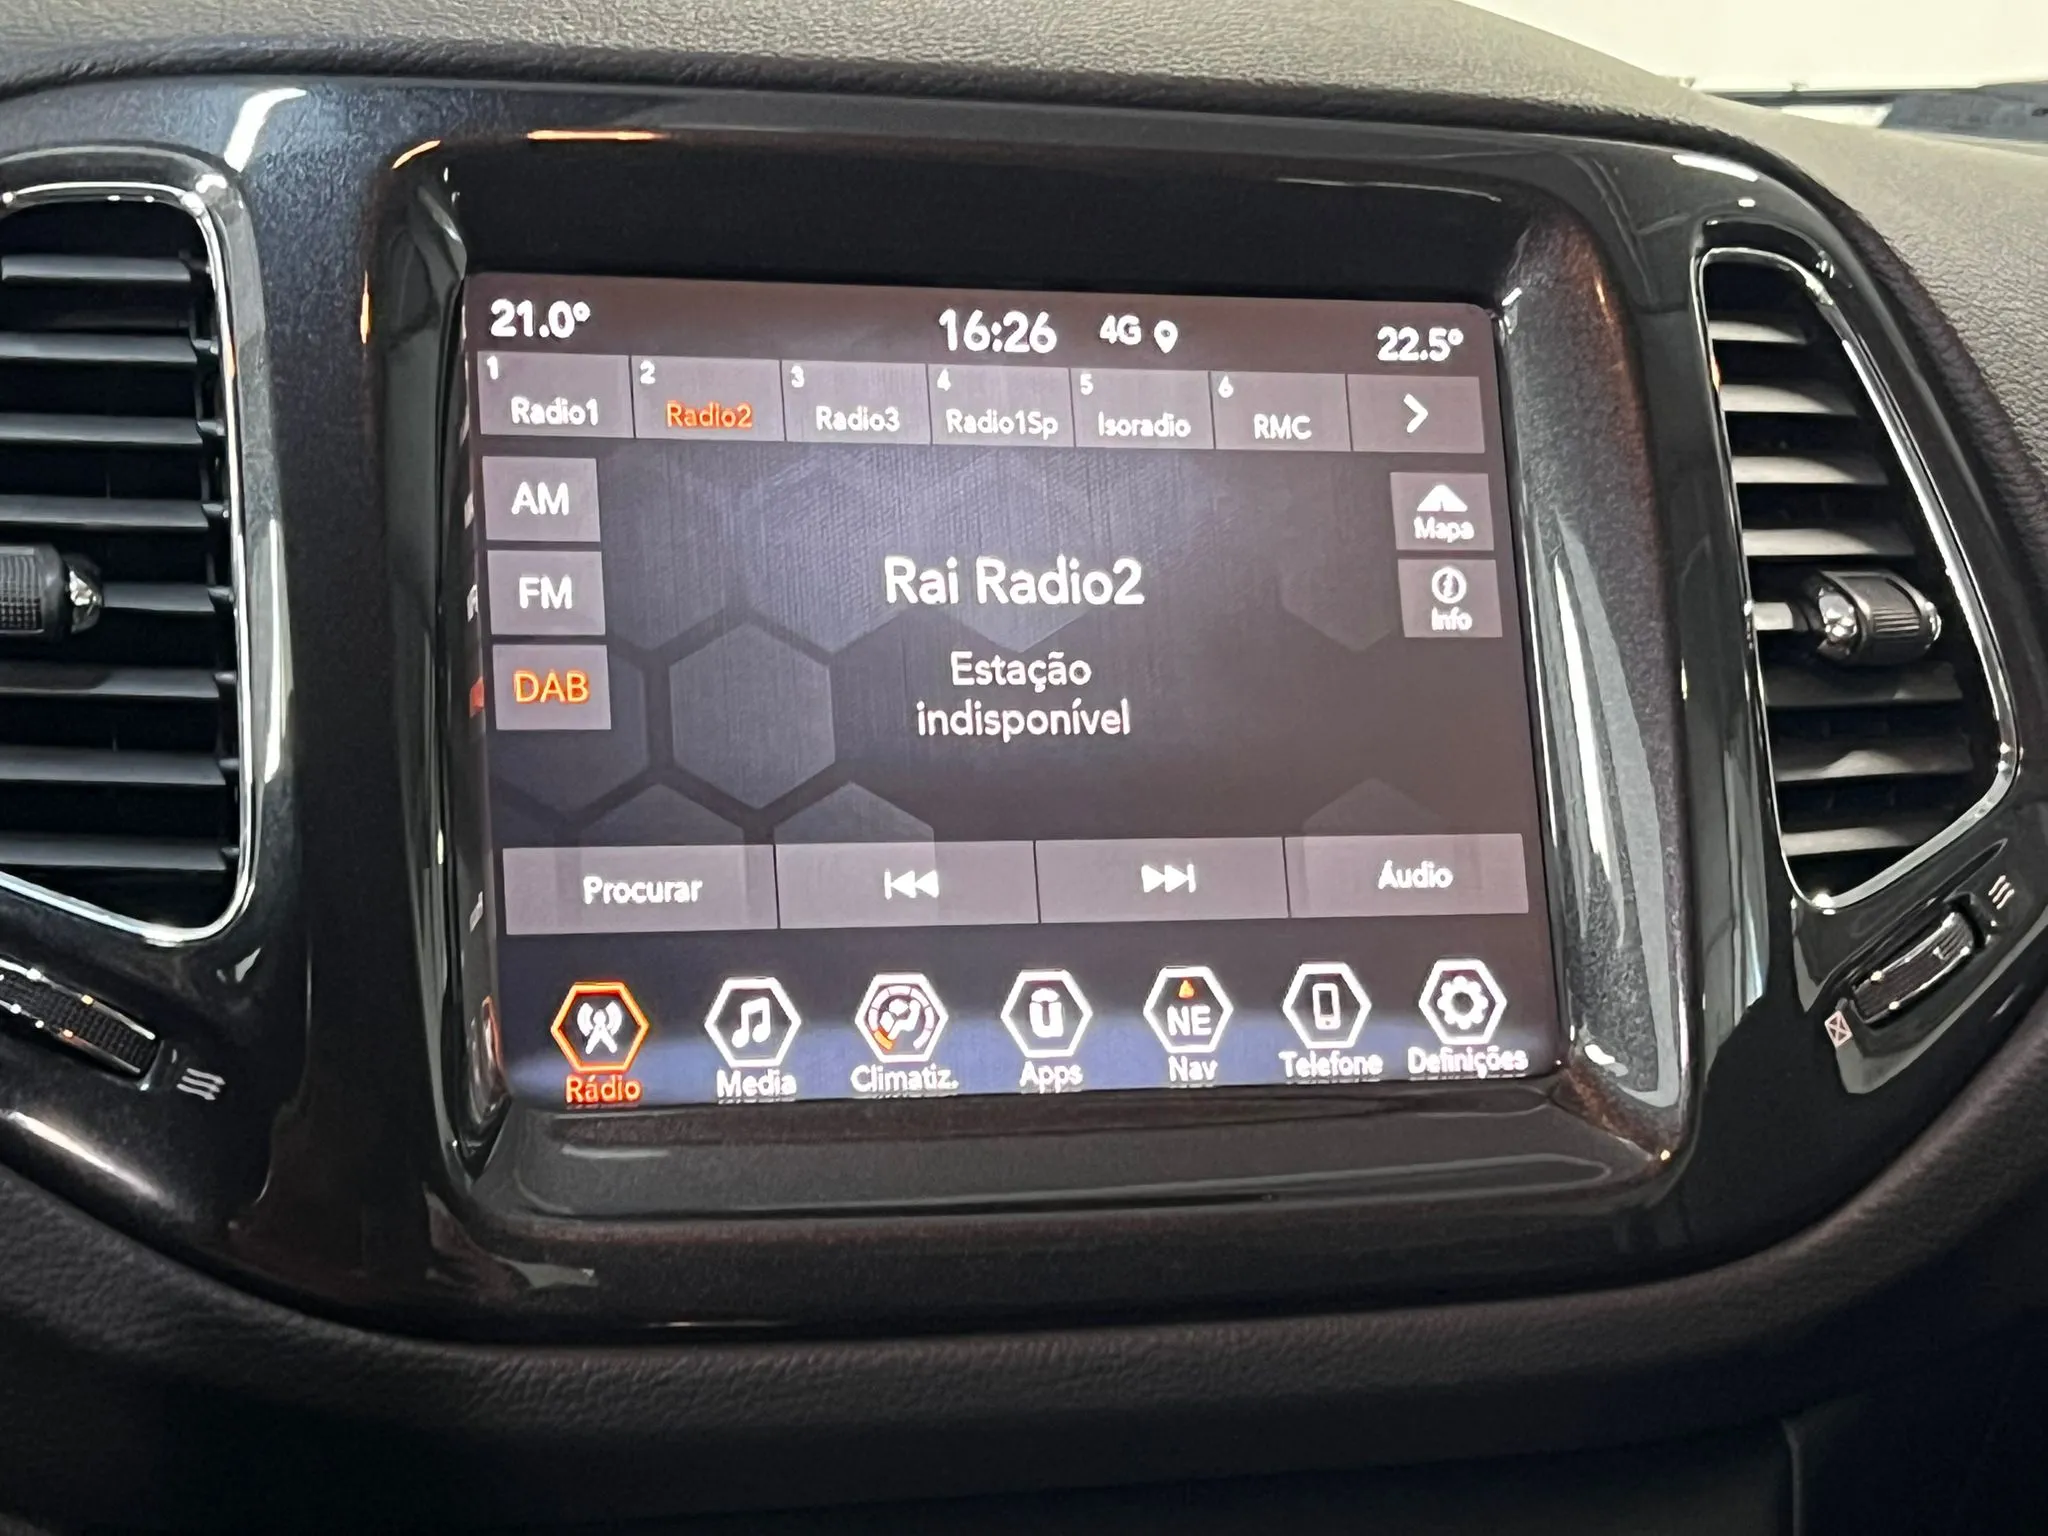 21.0° 16:26 4G 22.5°
1 2 3 4 5 6
Radio1 Radio2 Radio3 Radio1Sp Isoradio RMC
AM
Mapa
FM
Rai Radio2
Info
DAB
Estação
indisponível
Procurar Áudio
NE
Rádio Media Climatiz. Apps Nav Telefone Definições